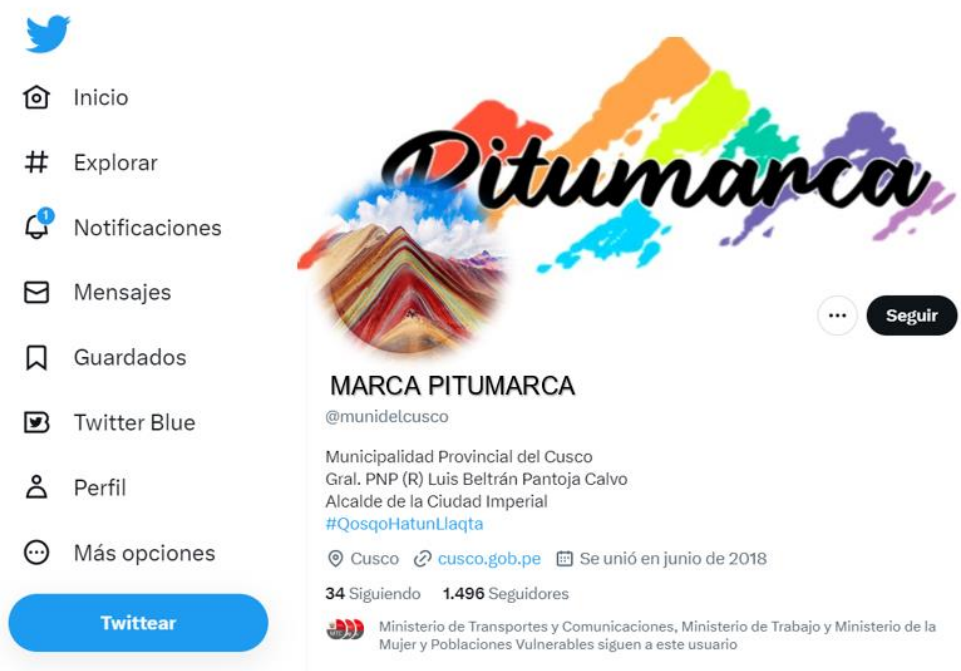 Pitumarca
Inicio
Explorar
1
Notificaciones
Mensajes
Guardados
Twitter Blue
Perfil
Más opciones
Twittear
Seguir
MARCA PITUMARCA
@munidelcusco
Municipalidad Provincial del Cusco
Gral. PNP (R) Luis Beltrán Pantoja Calvo
Alcalde de la Ciudad Imperial
#QosqoHatunLlaqta
Cusco cusco.gob.pe Se unió en junio de 2018
34 Siguiendo 1.496 Seguidores
MTC
Ministerio de Transportes y Comunicaciones, Ministerio de Trabajo y Ministerio de la
Mujer y Poblaciones Vulnerables siguen a este usuario